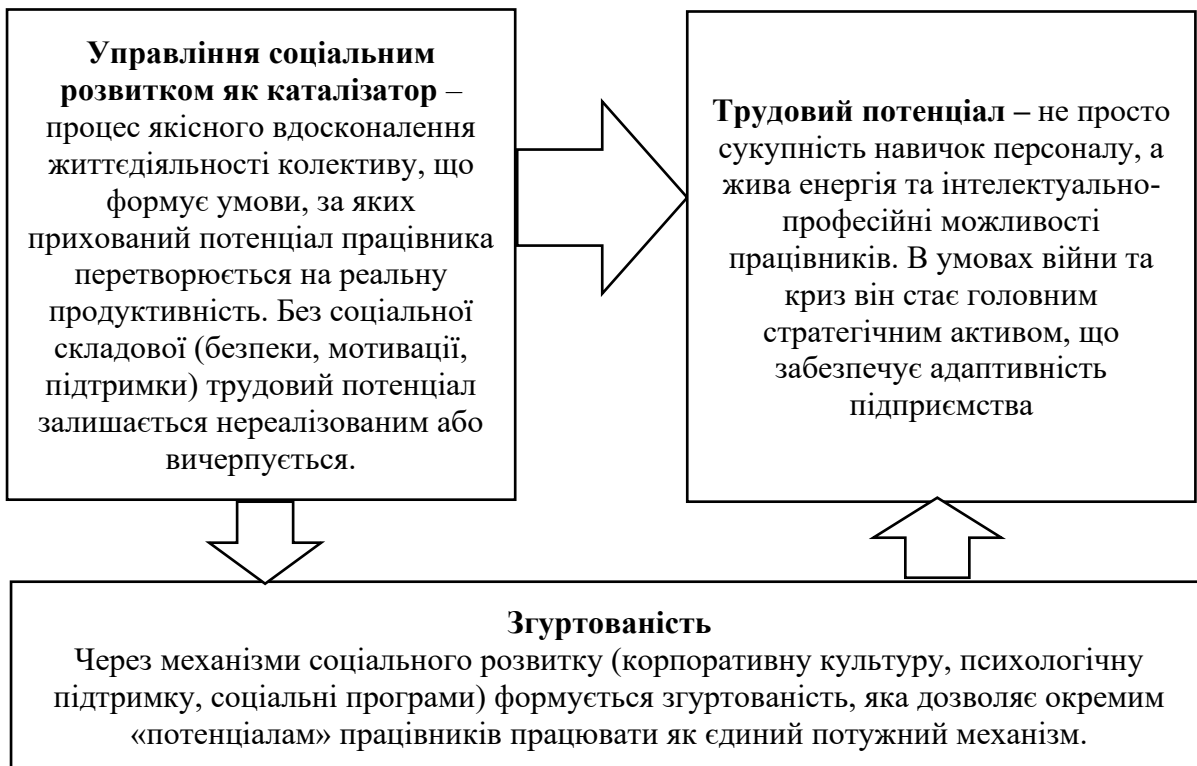 Управління соціальним
розвитком як каталізатор –
процес якісного вдосконалення
життєдіяльності колективу, що
формує умови, за яких
прихований потенціал працівника
перетворюється на реальну
продуктивність. Без соціальної
складової (безпеки, мотивації,
підтримки) трудовий потенціал
залишається нереалізованим або
вичерпується.
Трудовий потенціал – не просто
сукупність навичок персоналу, а
жива енергія та інтелектуально-
професійні можливості
працівників. В умовах війни та
криз він стає головним
стратегічним активом, що
забезпечує адаптивність
підприємства
Згуртованість
Через механізми соціального розвитку (корпоративну культуру, психологічну
підтримку, соціальні програми) формується згуртованість, яка дозволяє окремим
«потенціалам» працівників працювати як єдиний потужний механізм.